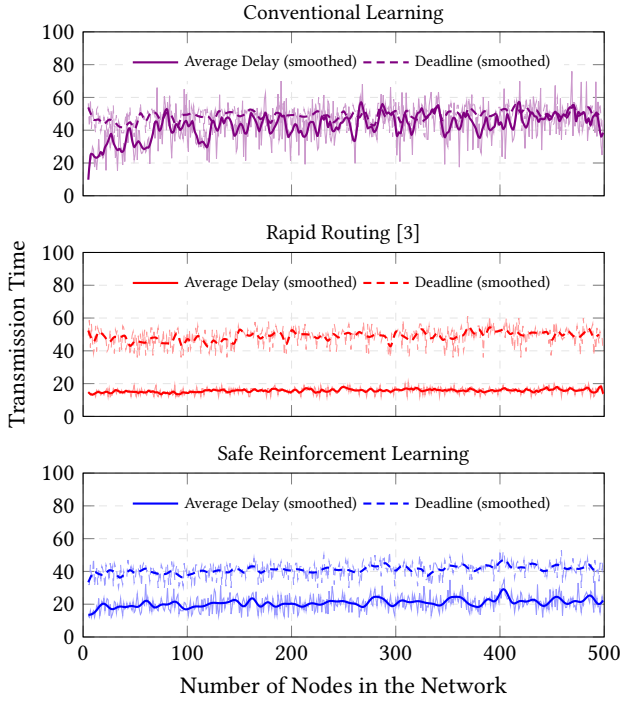 Conventional Learning
100
80
60
40
20
0
Average Delay (smoothed) Deadline (smoothed)
Rapid Routing [3]
100
80
60
40
20
0
Average Delay (smoothed) Deadline (smoothed)
Transmission Time
Safe Reinforcement Learning
100
80
60
40
20
0
Average Delay (smoothed) Deadline (smoothed)
0 100 200 300 400 500
Number of Nodes in the Network